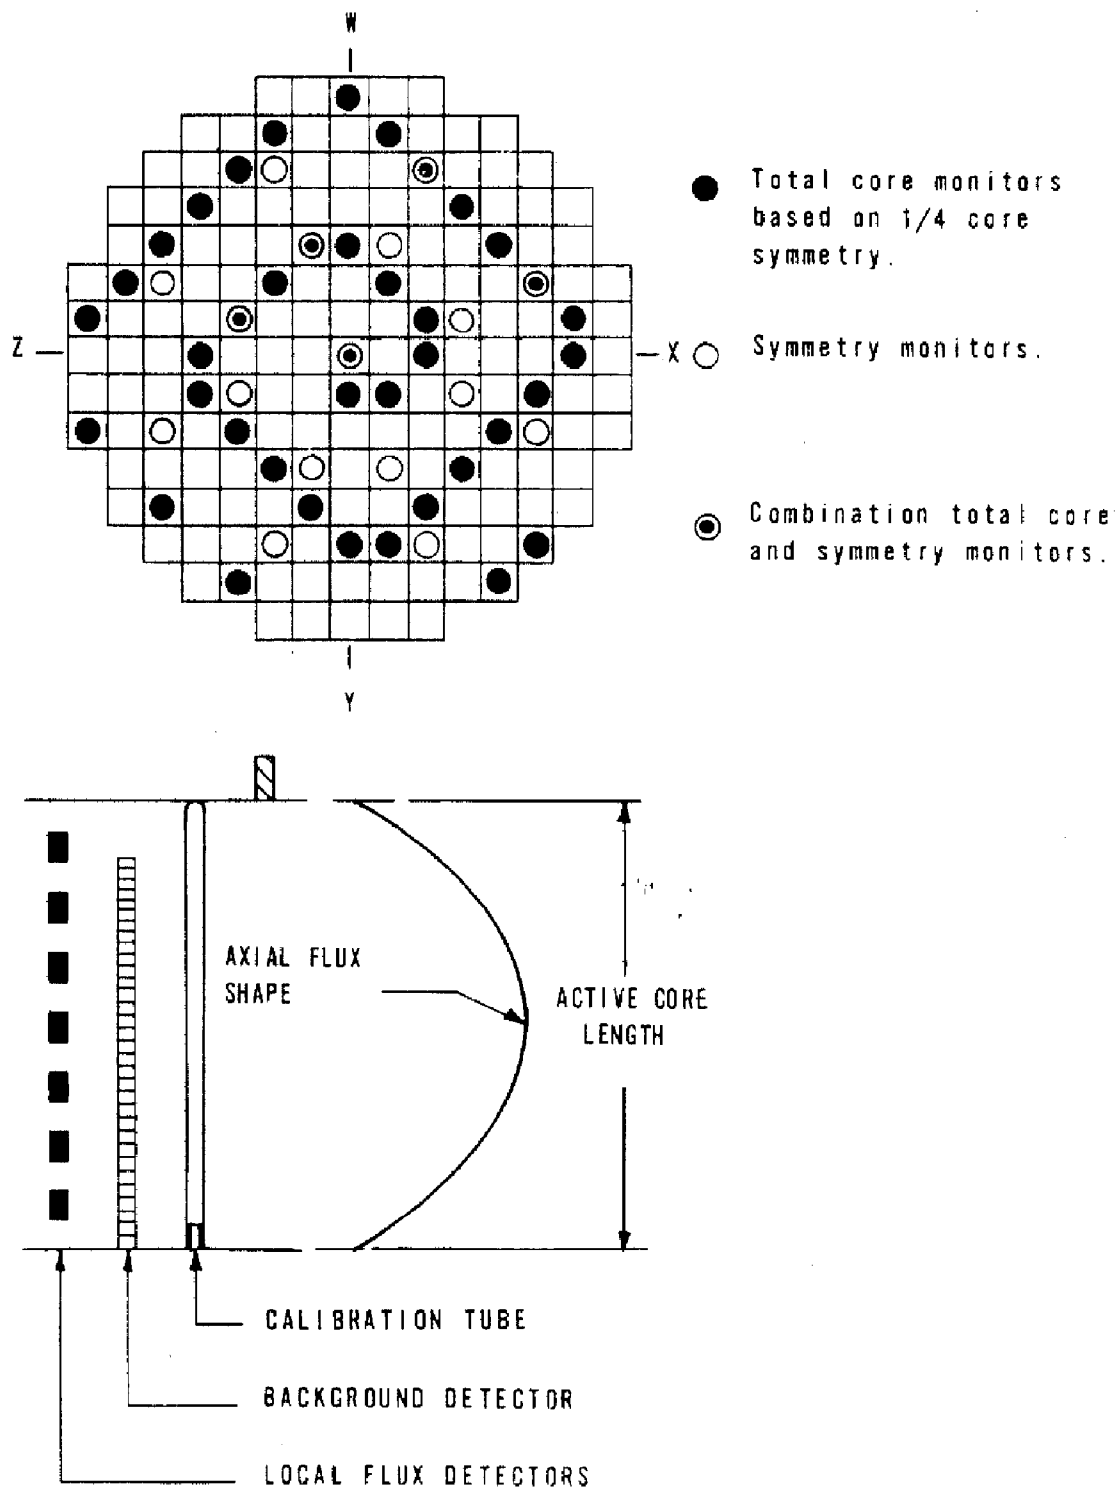 W
Total core monitors
based on 1/4 core
symmetry.
Z
X
Symmetry monitors.
Combination total core
and symmetry monitors.
Y
AXIAL FLUX
SHAPE
ACTIVE CORE
LENGTH
CALIBRATION TUBE
BACKGROUND DETECTOR
LOCAL FLUX DETECTORS